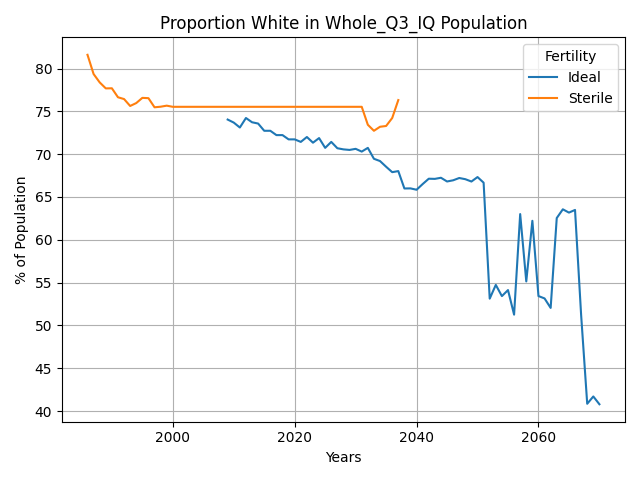 Proportion White in Whole_Q3_IQ Population
Fertility
Ideal
Sterile
% of Population
80
75
70
65
60
55
50
45
40
2000 2020 2040 2060
Years